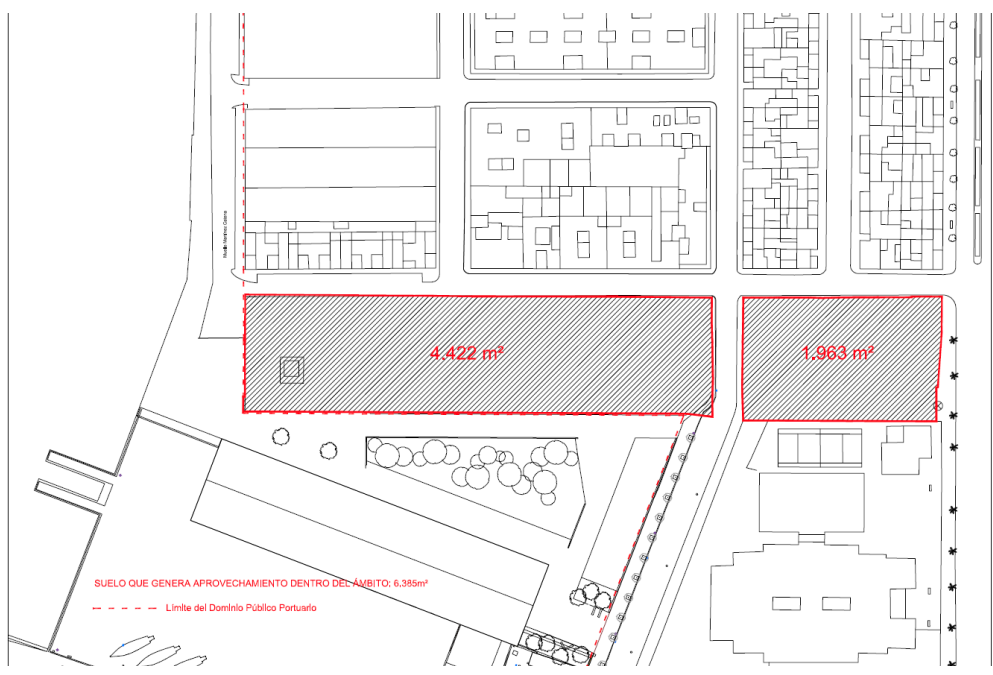 4.422 m²
1.963 m²
SUELO QUE GENERA APROVECHAMIENTO DENTRO DEL ÁMBITO: 6,385m²
Límite del Dominio Público Portuario